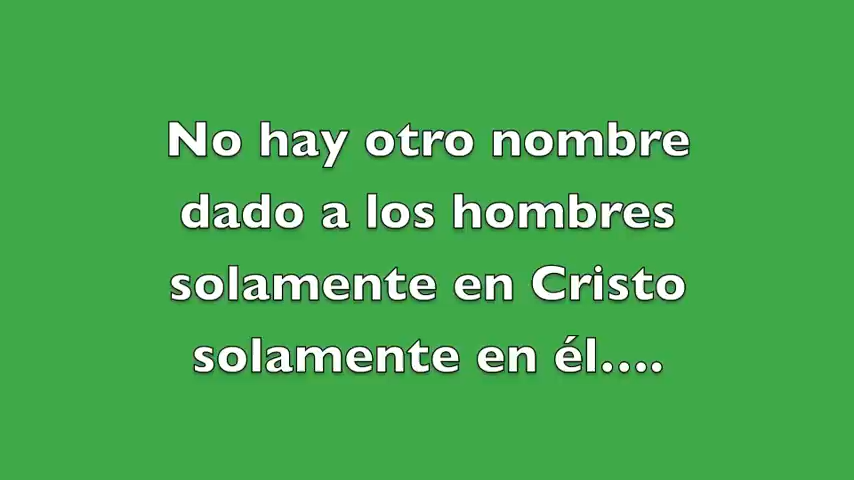 No hay otro nombre
dado a los hombres
solamente en Cristo
solamente en él....